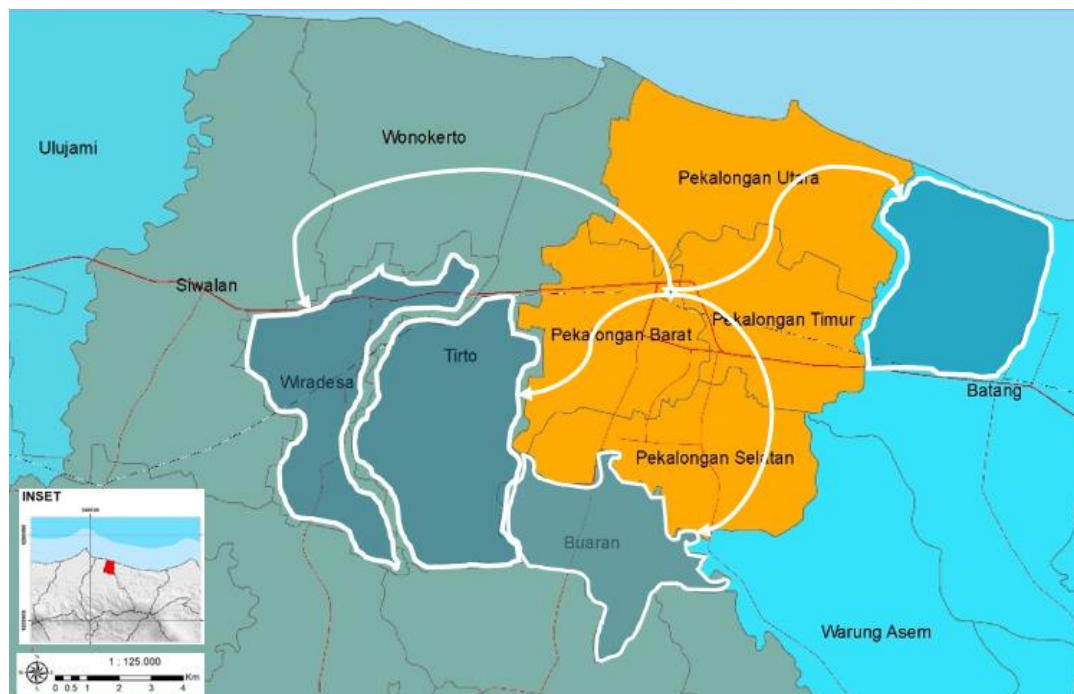 Wonokerto
Ulujami
Pekalongan Utara
Siwalan
Pekalongan Barat
Pekalongan Timur
Tirto
Wiradesa
Batang
Pekalongan Selatan
Buaran
Warung Asem
INSET
1 : 125.000
Km
0 0.5 1 2 3 4